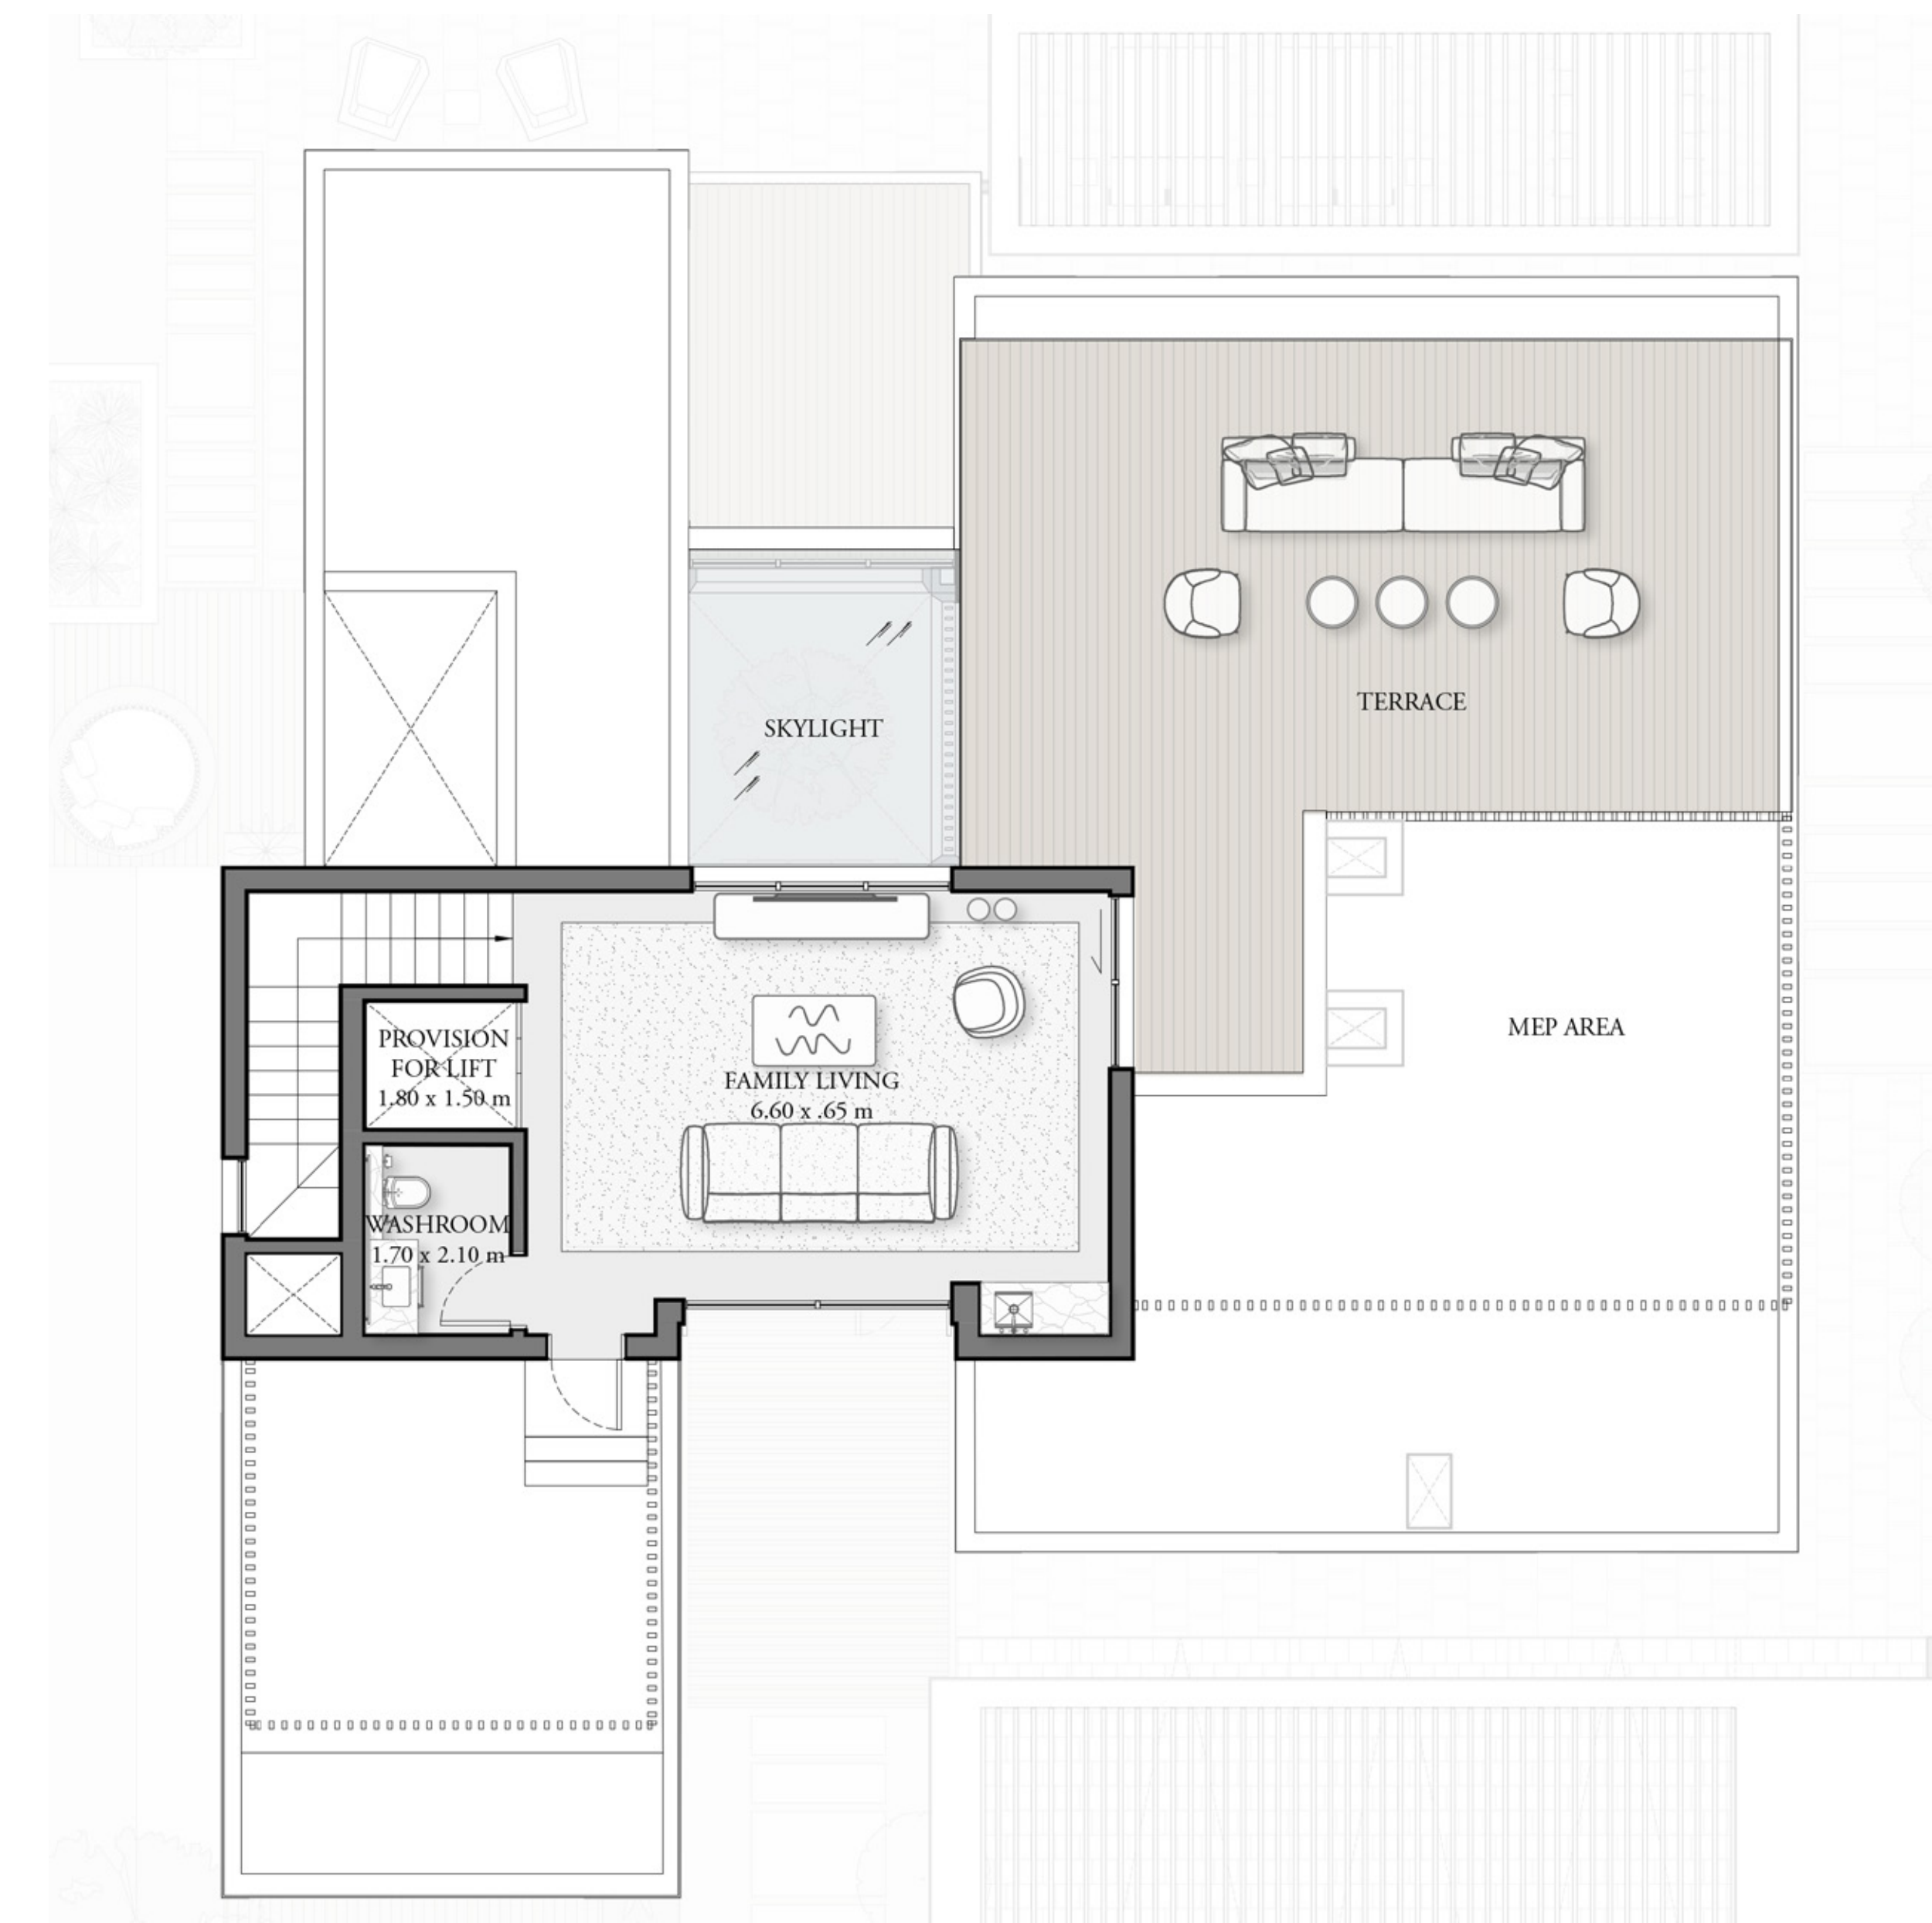 SKYLIGHT
TERRACE
PROVISION
FOR LIFT
1.80 x 1.50 m
MEP AREA
FAMILY LIVING
6.60 x .65 m
WASHROOM
1.70 x 2.10 m